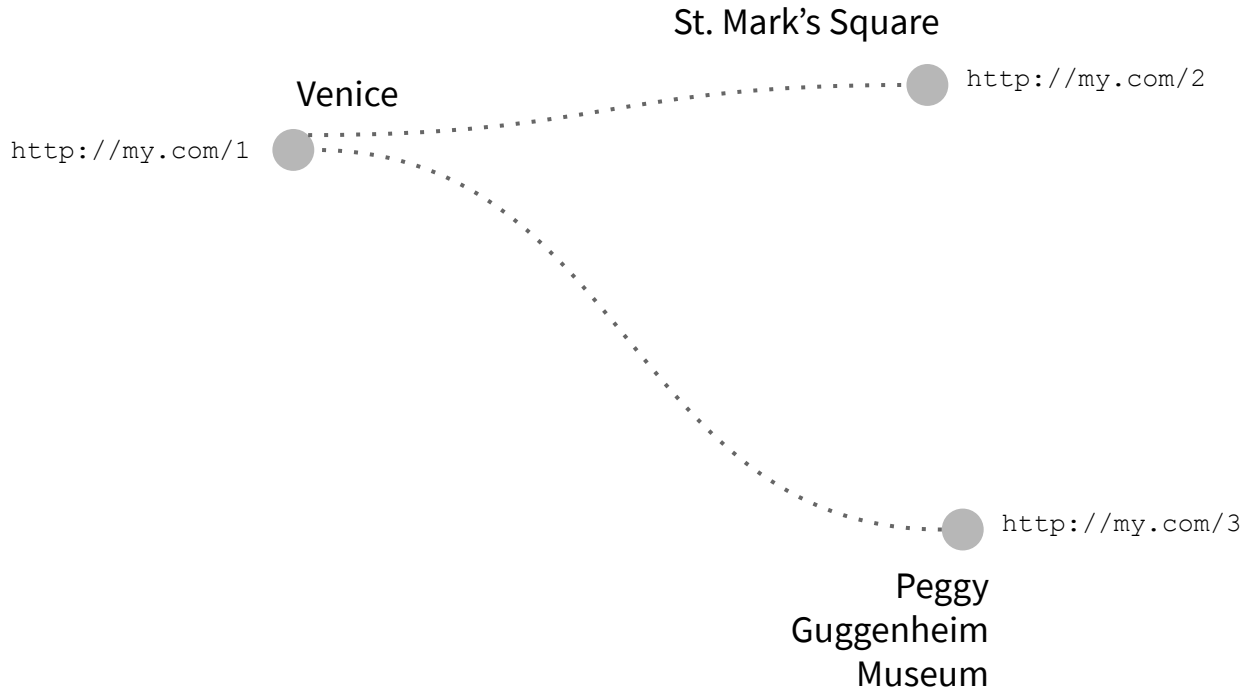 St. Mark’s Square
http://my.com/2
Venice
http://my.com/1
http://my.com/3
Peggy
Guggenheim
Museum